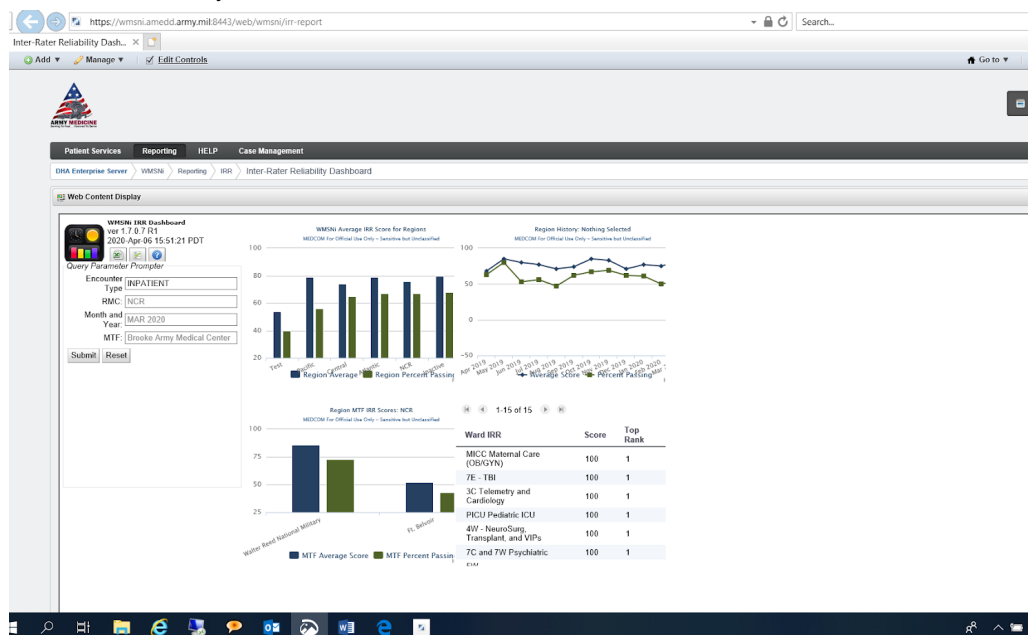 https://wmsni.amedd.army.mil:8443/web/wmsni/irr-report
Search...
Inter-Rater Reliability Dash...
Add Manage Edit Controls Go to
ARMY MEDICINE
Patient Services Reporting HELP Case Management
DHA Enterprise Server WMSNi Reporting IRR Inter-Rater Reliability Dashboard
Web Content Display
WMSNi IRR Dashboard
ver 1.7.0.7 R1
2020-Apr-06 15:51:21 PDT
Query Parameter Prompter
Encounter Type INPATIENT
RMC: NCR
Month and Year: MAR 2020
MTF: Brooke Army Medical Center
Submit Reset
WMSNi Average IRR Score for Regions
MEDCOM For Official Use Only - Sensitive but Unclassified
100
80
60
40
20
Test Pacific Central Atlantic NCR Inactive
Region Average Region Percent Passing
Region History: Nothing Selected
MEDCOM For Official Use Only - Sensitive but Unclassified
100
50
0
-50
Apr 2019 May 2019 Jun 2019 Jul 2019 Aug 2019 Sep 2019 Oct 2019 Nov 2019 Dec 2019 Jan 2020 Feb 2020 Mar
Average Score Percent Passing
Region MTF IRR Scores: NCR
MEDCOM For Official Use Only - Sensitive but Unclassified
100
75
50
25
Walter Reed National Military Ft. Belvoir
MTF Average Score MTF Percent Passin
1-15 of 15
Ward IRR Score Top Rank
MICC Maternal Care (OB/GYN) 100 1
7E - TBI 100 1
3C Telemetry and Cardiology 100 1
PICU Pediatric ICU 100 1
4W - NeuroSurg, Transplant, and VIPs 100 1
7C and 7W Psychiatric 100 1